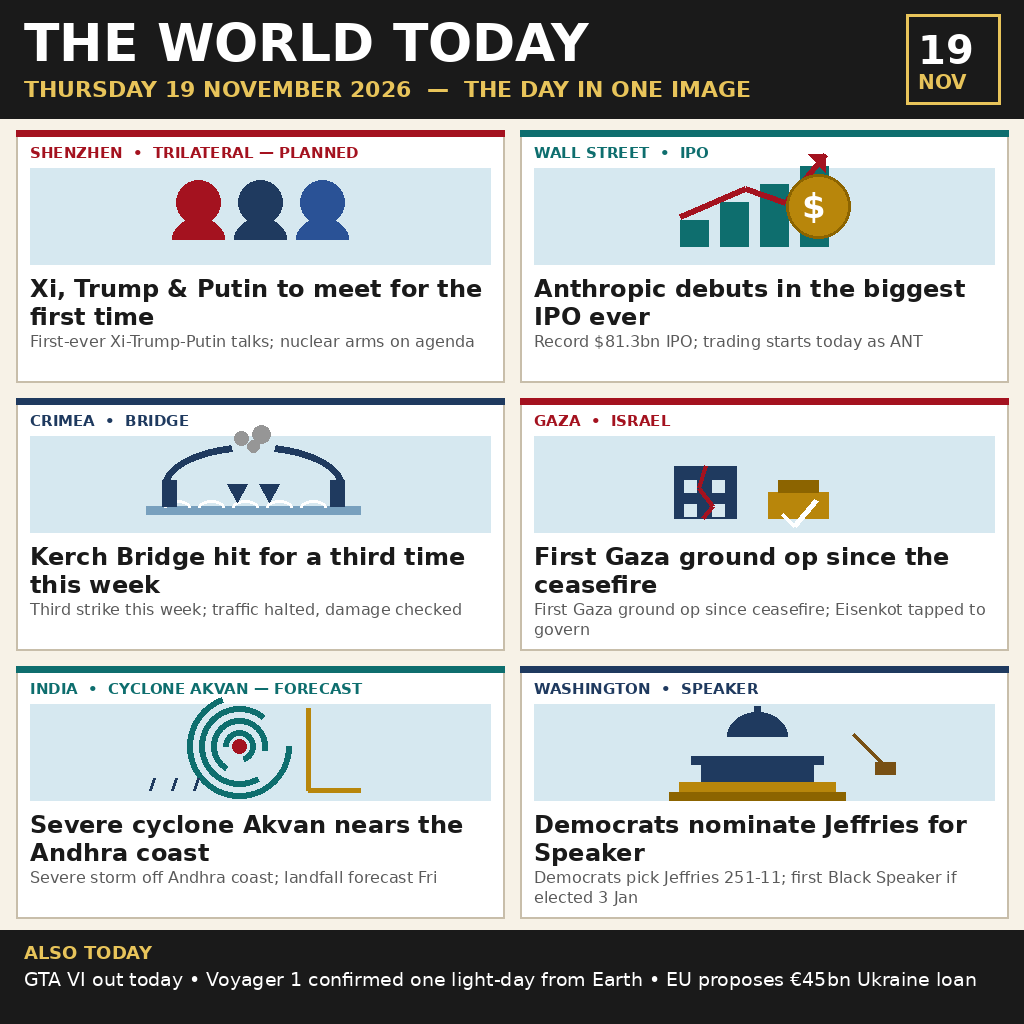 THE WORLD TODAY
THURSDAY 19 NOVEMBER 2026 — THE DAY IN ONE IMAGE
19
NOV
SHENZHEN • TRILATERAL — PLANNED
Xi, Trump & Putin to meet for the
first time
First-ever Xi-Trump-Putin talks; nuclear arms on agenda
WALL STREET • IPO
$
Anthropic debuts in the biggest
IPO ever
Record $81.3bn IPO; trading starts today as ANT
CRIMEA • BRIDGE
Kerch Bridge hit for a third time
this week
Third strike this week; traffic halted, damage checked
GAZA • ISRAEL
First Gaza ground op since the
ceasefire
First Gaza ground op since ceasefire; Eisenkot tapped to
govern
INDIA • CYCLONE AKVAN — FORECAST
Severe cyclone Akvan nears the
Andhra coast
Severe storm off Andhra coast; landfall forecast Fri
WASHINGTON • SPEAKER
Democrats nominate Jeffries for
Speaker
Democrats pick Jeffries 251-11; first Black Speaker if
elected 3 Jan
ALSO TODAY
GTA VI out today • Voyager 1 confirmed one light-day from Earth • EU proposes €45bn Ukraine loan